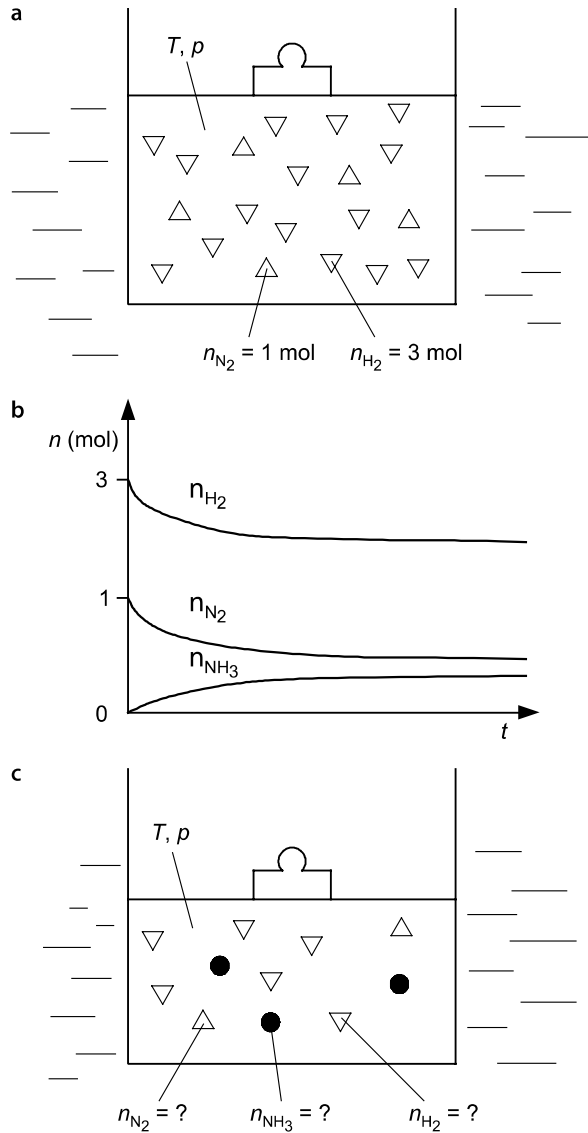 a
T, p
n_N2 = 1 mol n_H2 = 3 mol
b
n (mol)
3
n_H2
1
n_N2
n_NH3
0
t
c
T, p
n_N2 = ? n_NH3 = ? n_H2 = ?